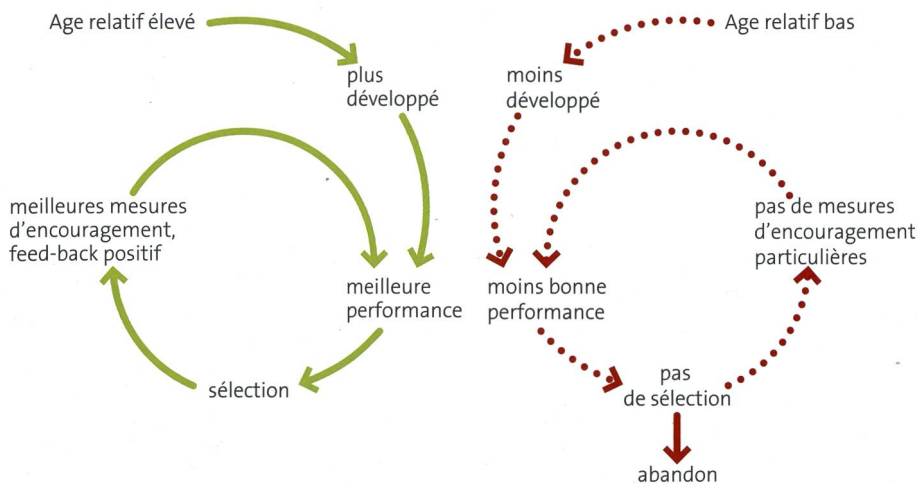 Age relatif élevé
plus
développé
meilleures mesures
d'encouragement,
feed-back positif
meilleure
performance
sélection
Age relatif bas
moins
développé
pas de mesures
d'encouragement
particulières
moins bonne
performance
pas
de sélection
abandon